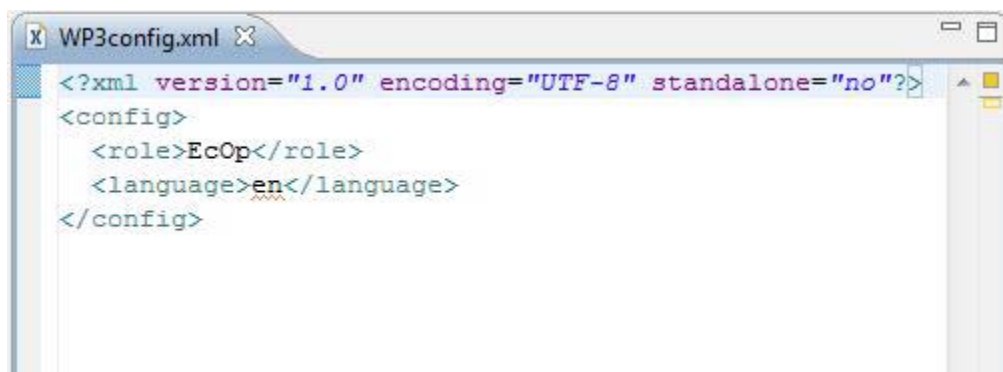 WP3config.xml
<?xml version="1.0" encoding="UTF-8" standalone="no"?>
<config>
  <role>EcOp</role>
  <language>en</language>
</config>